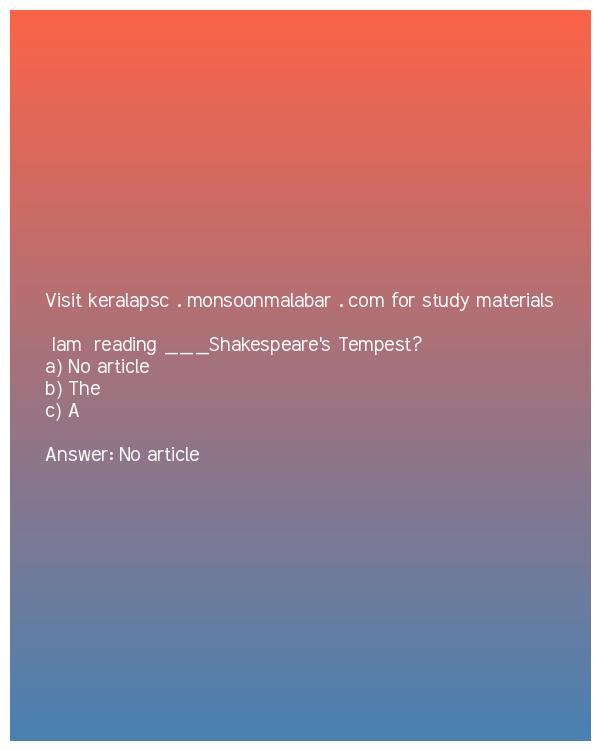 Visit keralapsc . monsoonmalabar . com for study materials
Iam reading ___Shakespeare's Tempest?
a) No article
b) The
c) A
Answer: No article